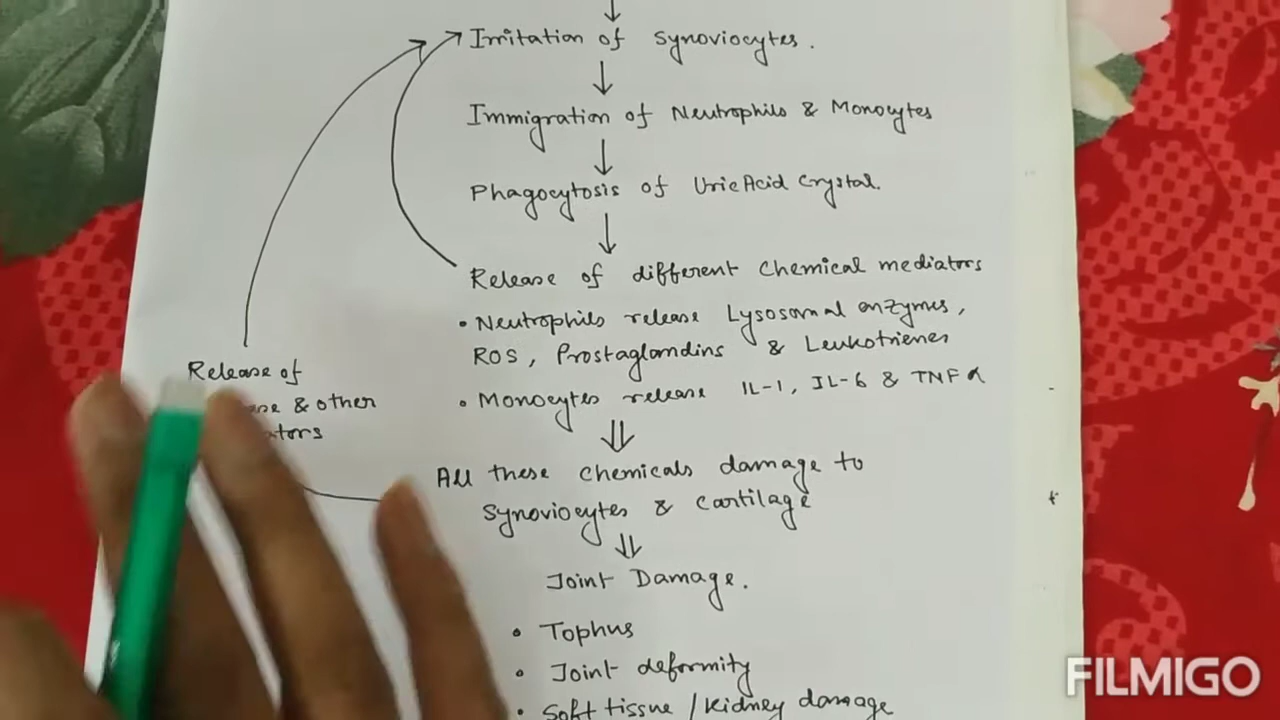 Irritation of Synoviocytes.
Immigration of Neutrophils & Monocytes
Phagocytosis of Uric Acid Crystal.
Release of different Chemical mediators
• Neutrophils release Lysosomal enzymes,
ROS, Prostaglandins & Leukotrienes
• Monocytes release IL-1, IL-6 & TNF α
Release of
& other
All these chemicals damage to
Synoviocytes & cartilage
Joint Damage.
• Tophus
• Joint deformity
• Soft tissue / Kidney damage
FILMIGO